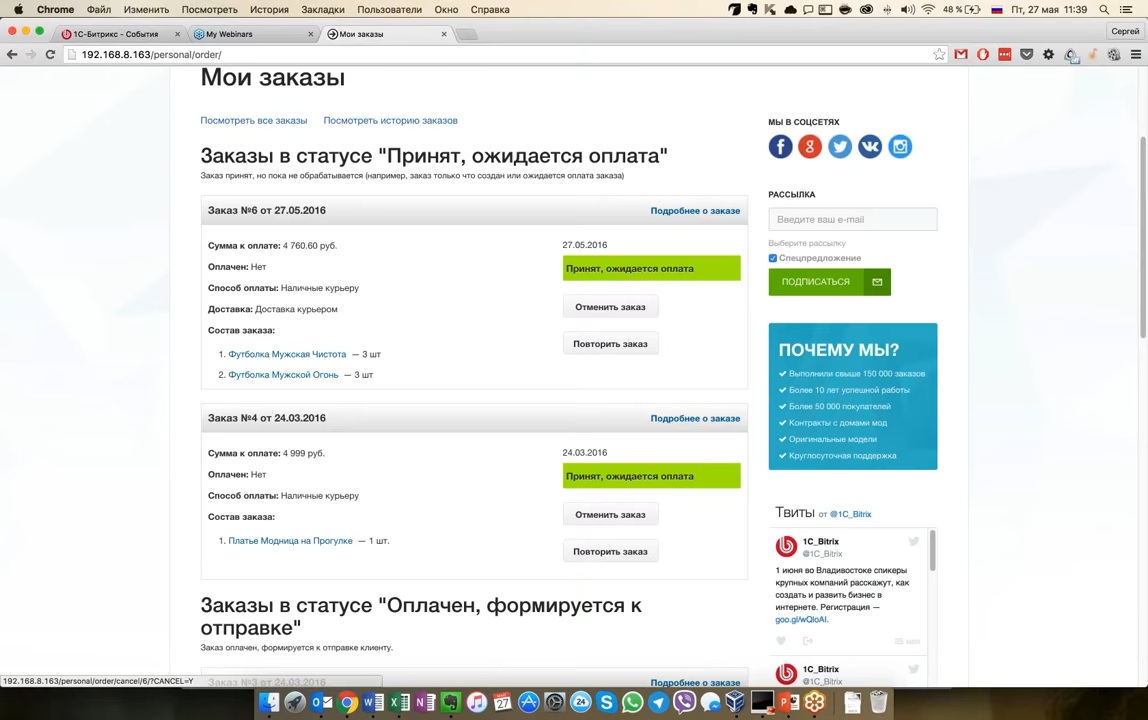 Chrome Файл Изменить Посмотреть История Закладки Пользователи Окно Справка
48 % Пт, 27 мая 11:39
1С-Битрикс - События × My Webinars × Мои заказы × Сергей
192.168.8.163/personal/order/
Мои заказы
Посмотреть все заказы Посмотреть историю заказов
Заказы в статусе "Принят, ожидается оплата"
Заказ принят, но пока не обрабатывается (например, заказ только что создан или ожидается оплата заказа)
Заказ №6 от 27.05.2016 Подробнее о заказе
Сумма к оплате: 4 760.60 руб.
Оплачен: Нет
Способ оплаты: Наличные курьеру
Доставка: Доставка курьером
Состав заказа:
1. Футболка Мужская Чистота — 3 шт
2. Футболка Мужской Огонь — 3 шт
27.05.2016
Принят, ожидается оплата
Отменить заказ
Повторить заказ
Заказ №4 от 24.03.2016 Подробнее о заказе
Сумма к оплате: 4 999 руб.
Оплачен: Нет
Способ оплаты: Наличные курьеру
Состав заказа:
1. Платье Модница на Прогулке — 1 шт.
24.03.2016
Принят, ожидается оплата
Отменить заказ
Повторить заказ
Заказы в статусе "Оплачен, формируется к
отправке"
Заказ оплачен, формируется к отправке клиенту.
Заказ №3 от 24.03.2016 Подробнее о заказе
МЫ В СОЦСЕТЯХ
РАССЫЛКА
Введите ваш e-mail
Выберите рассылку
Спецпредложение
ПОДПИСАТЬСЯ
ПОЧЕМУ МЫ?
Выполнили свыше 150 000 заказов
Более 10 лет успешной работы
Более 50 000 покупателей
Контракты с домами мод
Оригинальные модели
Круглосуточная поддержка
Твиты от @1C_Bitrix
1C_Bitrix
@1C_Bitrix
1 июня во Владивостоке спикеры
крупных компаний расскажут, как
создать и развить бизнес в
интернете. Регистрация —
goo.gl/wQloAI.
25 мин
1C_Bitrix
@1C_Bitrix
192.168.8.163/personal/order/cancel/6/?CANCEL=Y